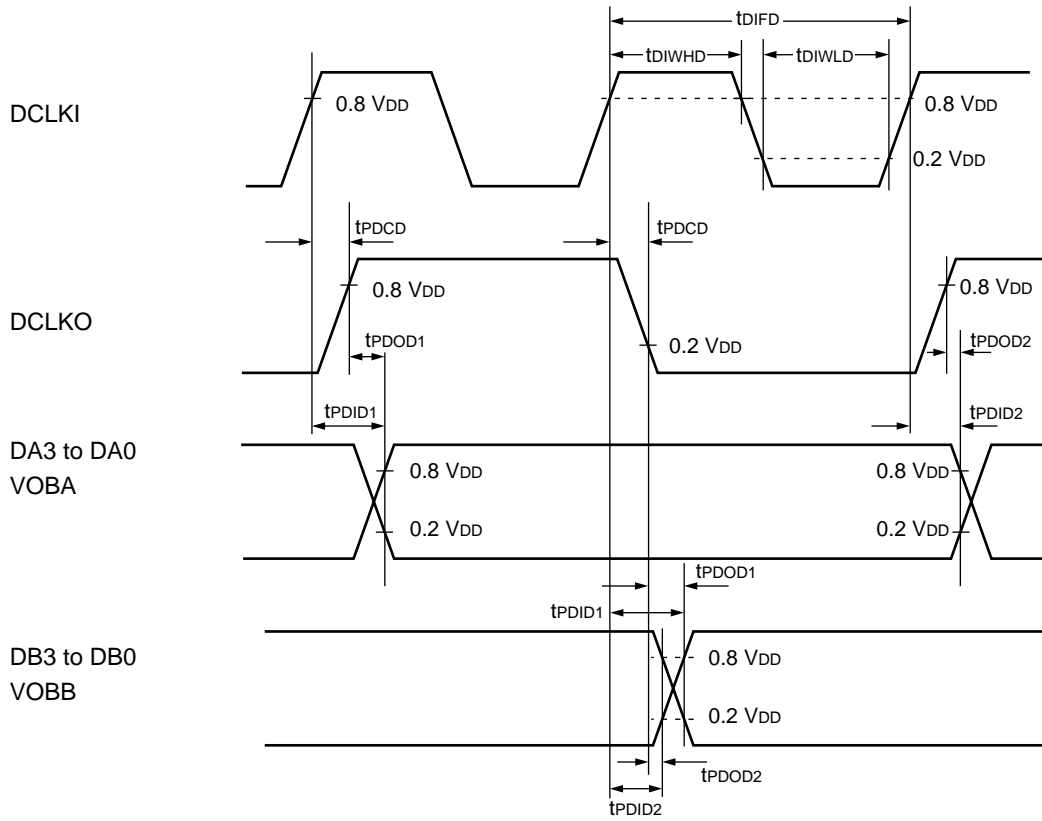 tDIFD
tDIWHD
tDIWLD
DCLKI
0.8 VDD
0.8 VDD
0.2 VDD
tPDCD
tPDCD
DCLKO
0.8 VDD
0.8 VDD
tPDOD1
0.2 VDD
tPDOD2
tPDID1
tPDID2
DA3 to DA0
VOBA
0.8 VDD
0.8 VDD
0.2 VDD
0.2 VDD
tPDOD1
tPDID1
DB3 to DB0
VOBB
0.8 VDD
0.2 VDD
tPDOD2
tPDID2